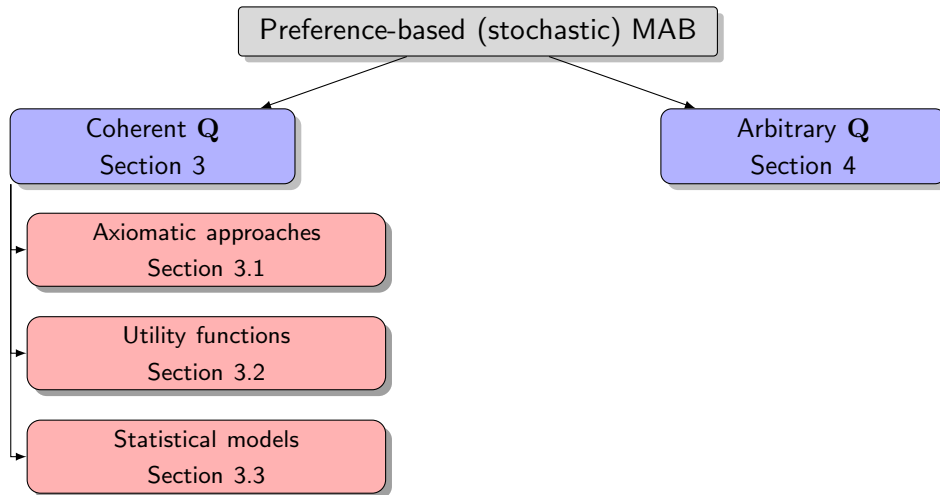 Preference-based (stochastic) MAB
Coherent Q
Section 3
Arbitrary Q
Section 4
Axiomatic approaches
Section 3.1
Utility functions
Section 3.2
Statistical models
Section 3.3